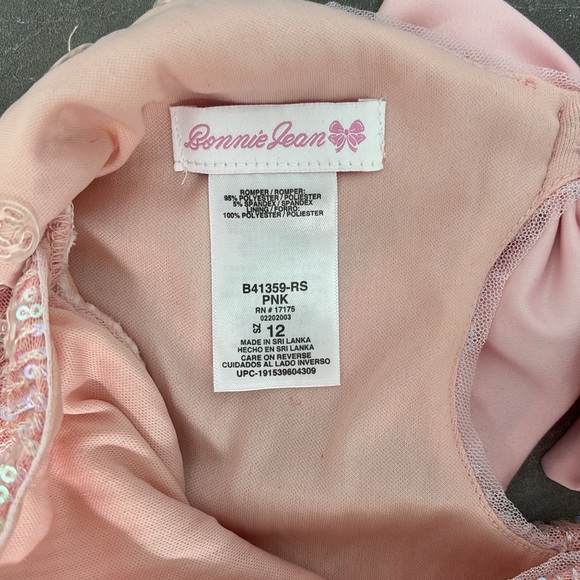 Bonnie Jean
ROMPER / ROMPER:
95% POLYESTER / POLIESTER
5% SPANDEX / SPANDEX
LINING / FORRO:
100% POLYESTER / POLIESTER
B41359-RS
PNK
RN # 17175
02202003
SZ 12
MADE IN SRI LANKA
HECHO EN SRI LANKA
CARE ON REVERSE
CUIDADOS AL LADO INVERSO
UPC-191539604309